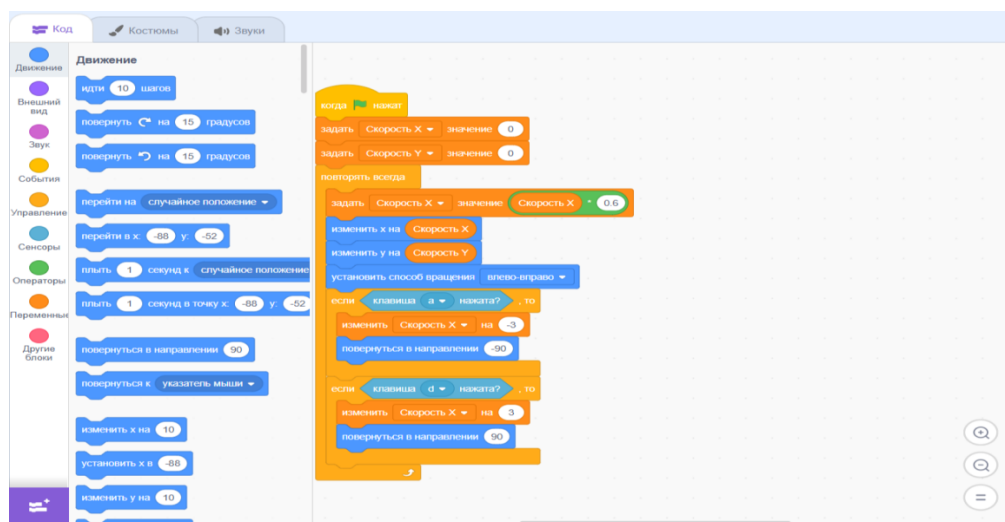 Код
Костюмы
Звуки
Движение
Внешний вид
Звук
События
Управление
Сенсоры
Операторы
Переменные
Другие блоки
Движение
идти 10 шагов
повернуть на 15 градусов
повернуть на 15 градусов
перейти на случайное положение
перейти в x: -88 y: -52
плыть 1 секунд к случайное положение
плыть 1 секунд в точку x: -88 y: -52
повернуться в направлении 90
повернуться к указатель мыши
изменить x на 10
установить x в -88
изменить y на 10
когда нажат
задать Скорость X значение 0
задать Скорость Y значение 0
повторять всегда
задать Скорость X значение Скорость X * 0.6
изменить x на Скорость X
изменить y на Скорость Y
установить способ вращения влево-вправо
если клавиша a нажата? , то
изменить Скорость X на -3
повернуться в направлении -90
если клавиша d нажата? , то
изменить Скорость X на 3
повернуться в направлении 90